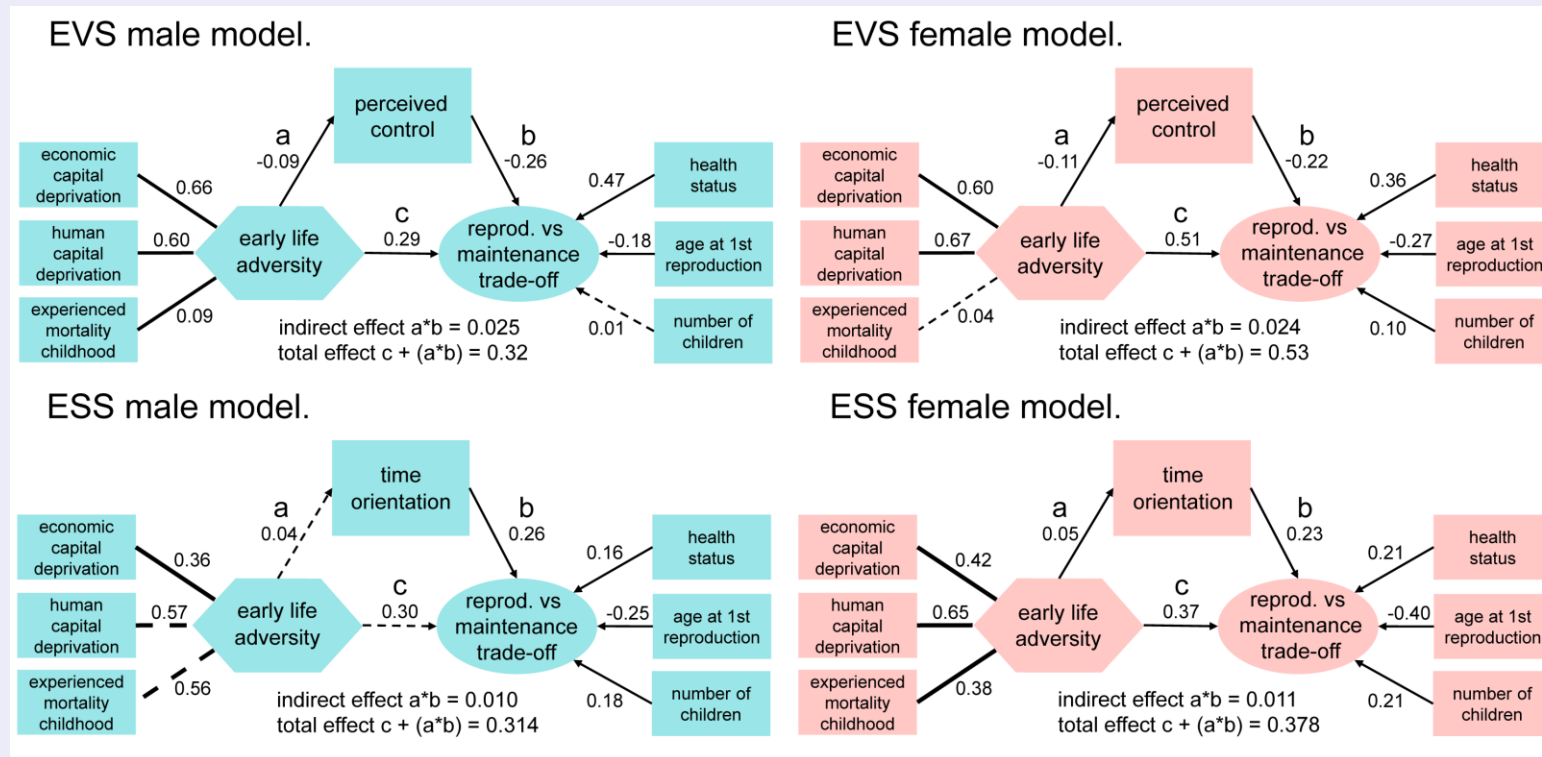 EVS male model.
perceived
control
a
-0.09
b
-0.26
economic
capital
deprivation
0.66
human
capital
deprivation
0.60
experienced
mortality
childhood
0.09
early life
adversity
c
0.29
reprod. vs
maintenance
trade-off
0.47
health
status
-0.18
age at 1st
reproduction
0.01
number of
children
indirect effect a*b = 0.025
total effect c + (a*b) = 0.32
EVS female model.
perceived
control
a
-0.11
b
-0.22
economic
capital
deprivation
0.60
human
capital
deprivation
0.67
experienced
mortality
childhood
0.04
early life
adversity
c
0.51
reprod. vs
maintenance
trade-off
0.36
health
status
-0.27
age at 1st
reproduction
0.10
number of
children
indirect effect a*b = 0.024
total effect c + (a*b) = 0.53
ESS male model.
time
orientation
a
0.04
b
0.26
economic
capital
deprivation
0.36
human
capital
deprivation
0.57
experienced
mortality
childhood
0.56
early life
adversity
c
0.30
reprod. vs
maintenance
trade-off
0.16
health
status
-0.25
age at 1st
reproduction
0.18
number of
children
indirect effect a*b = 0.010
total effect c + (a*b) = 0.314
ESS female model.
time
orientation
a
0.05
b
0.23
economic
capital
deprivation
0.42
human
capital
deprivation
0.65
experienced
mortality
childhood
0.38
early life
adversity
c
0.37
reprod. vs
maintenance
trade-off
0.21
health
status
-0.40
age at 1st
reproduction
0.21
number of
children
indirect effect a*b = 0.011
total effect c + (a*b) = 0.378